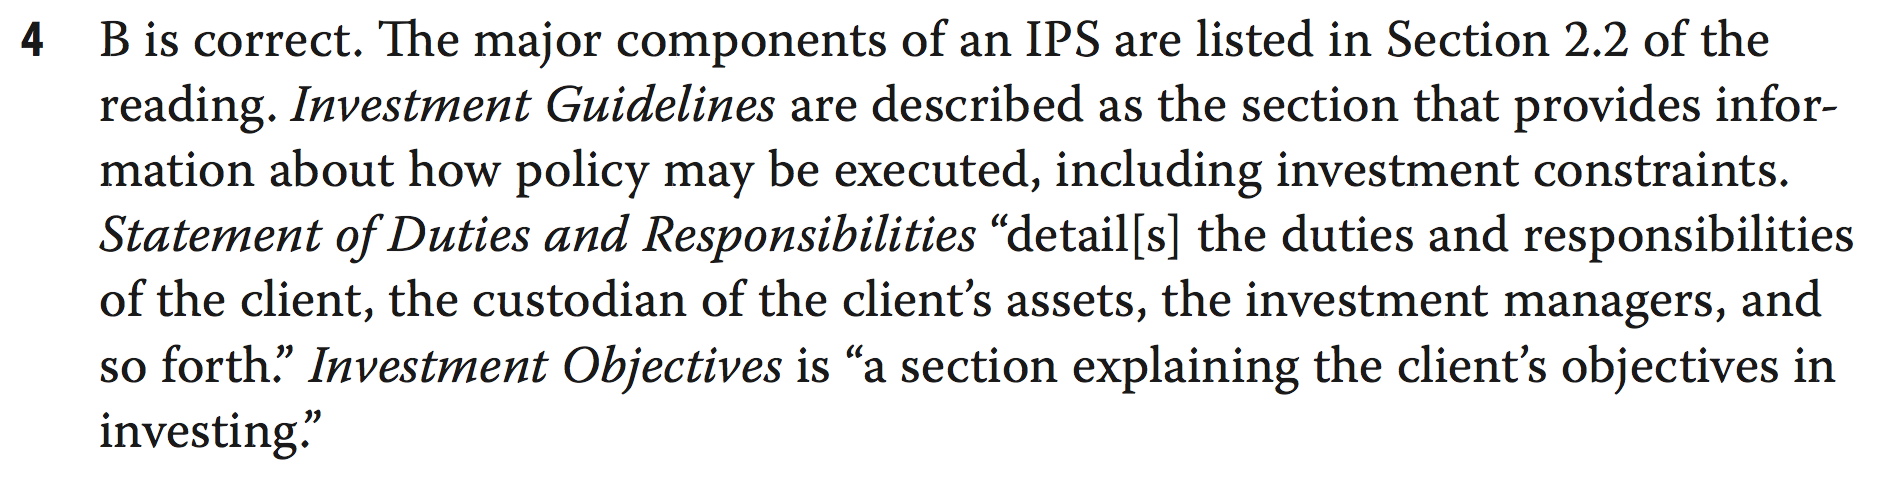 4 B is correct. The major components of an IPS are listed in Section 2.2 of the
reading. Investment Guidelines are described as the section that provides infor-
mation about how policy may be executed, including investment constraints.
Statement of Duties and Responsibilities “detail[s] the duties and responsibilities
of the client, the custodian of the client’s assets, the investment managers, and
so forth.” Investment Objectives is “a section explaining the client’s objectives in
investing.”